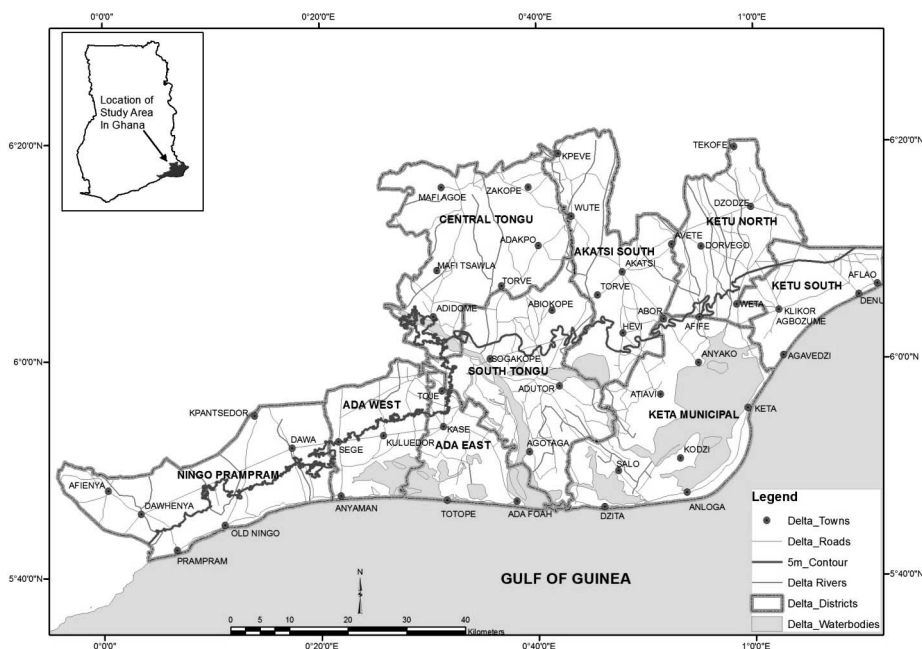 0°0'0"
0°20'0"E
0°40'0"E
1°0'0"E
Location of
Study Area
In Ghana
6°20'0"N
6°20'0"N
TEKOFE
KPEVE
MAFI AGOE
ZAKOPE
DZODZE
WUTE
CENTRAL TONGU
KETU NORTH
ADAKPO
AVETE
DORVEGO
AKATSI SOUTH
MAFI TSAWLA
AKATSI
AFLAO
KETU SOUTH
TORVE
TORVE
DENU
ABIOKOPE
WETA
KLIKOR
ADIDOME
ABOR
AFIFE
AGBOZUME
HEVI
6°0'0"N
6°0'0"N
SOGAKOPE
ANYAKO
AGAVEDZI
SOUTH TONGU
ADUTOR
TOJE
ATIAVI
ADA WEST
KETA
KPANTSEDOR
KETA MUNICIPAL
KASE
DAWA
KULUEDOR
ADA EAST
SEGE
AGOTAGA
KODZI
NINGO PRAMPRAM
SALO
AFIENYA
ANYAMAN
TOTOPE
ADA FOAH
DZITA
ANLOGA
DAWHENYA
OLD NINGO
PRAMPRAM
Legend
Delta_Towns
Delta_Roads
5m_Contour
Delta Rivers
Delta_Districts
Delta_Waterbodies
5°40'0"N
5°40'0"N
GULF OF GUINEA
N
0 5 10 20 30 40
Kilometers
0°0'0"
0°20'0"E
0°40'0"E
1°0'0"E